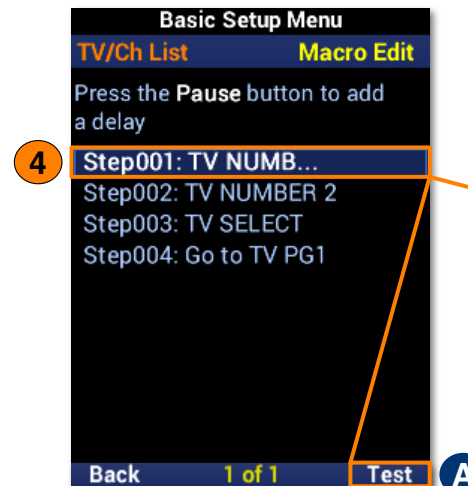 Basic Setup Menu
TV/Ch List Macro Edit
Press the Pause button to add
a delay
4 Step001: TV NUMB...
Step002: TV NUMBER 2
Step003: TV SELECT
Step004: Go to TV PG1
Back 1 of 1 Test A